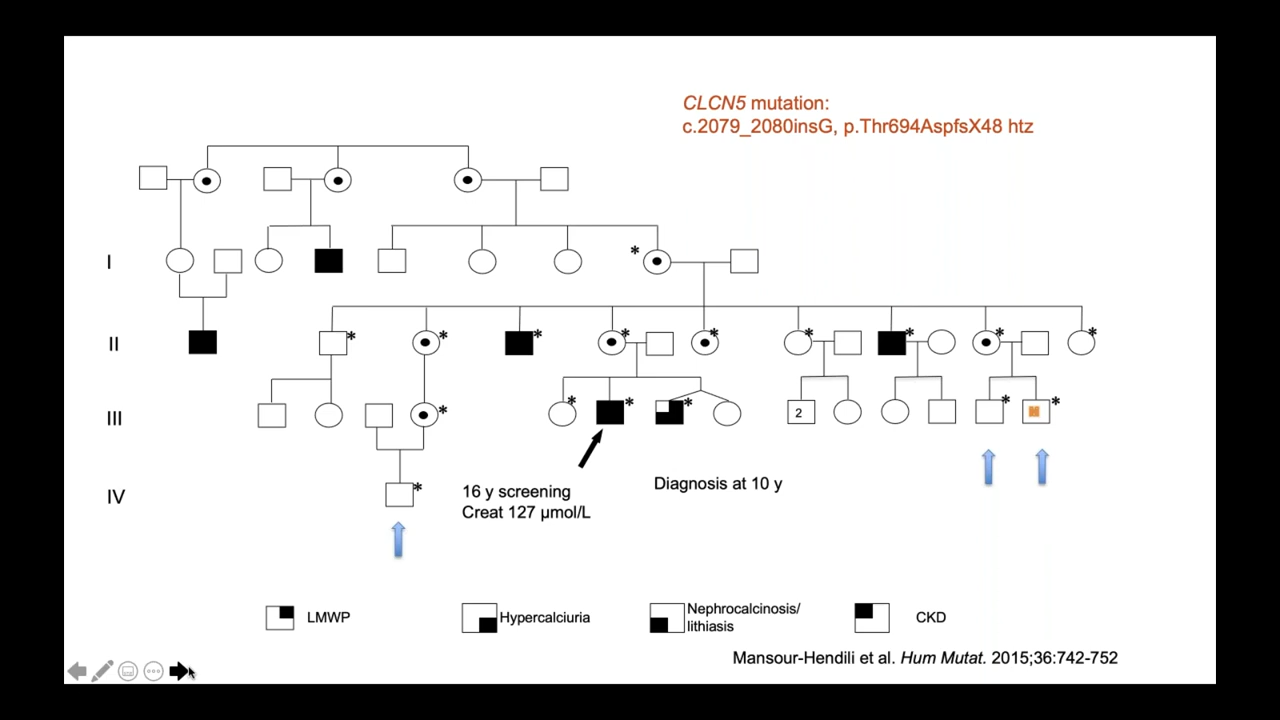 CLCN5 mutation:
c.2079_2080insG, p.Thr694AspfsX48 htz
*
I
II
* * * * * * * * *
III
* * * * 2 * *
IV
*
16 y screening
Creat 127 µmol/L
Diagnosis at 10 y
LMWP
Hypercalciuria
Nephrocalcinosis/
lithiasis
CKD
Mansour-Hendili et al. Hum Mutat. 2015;36:742-752